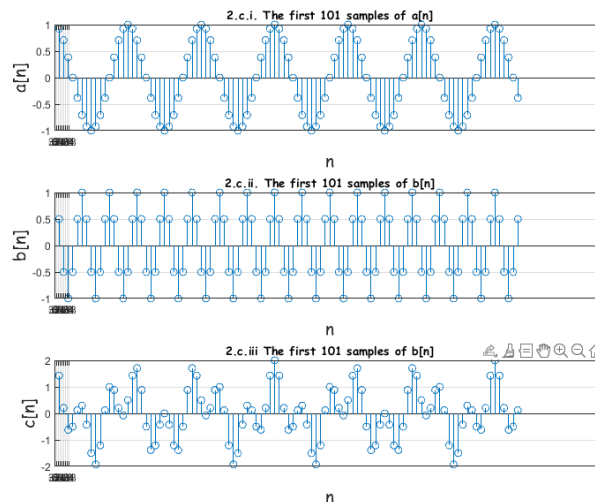 2.c.i. The first 101 samples of a[n]
1
0.5
0
-0.5
-1
a[n]
n
2.c.ii. The first 101 samples of b[n]
1
0.5
0
-0.5
-1
b[n]
n
2.c.iii The first 101 samples of b[n]
2
1
0
-1
-2
c[n]
n